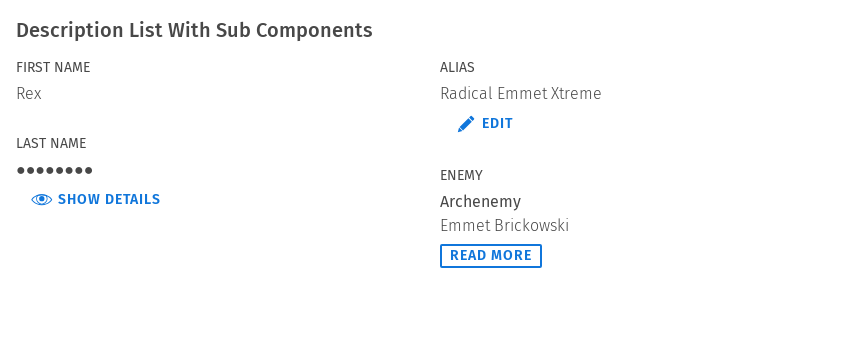 Description List With Sub Components
FIRST NAME
Rex
LAST NAME
●●●●●●●●
SHOW DETAILS
ALIAS
Radical Emmet Xtreme
EDIT
ENEMY
Archenemy
Emmet Brickowski
READ MORE